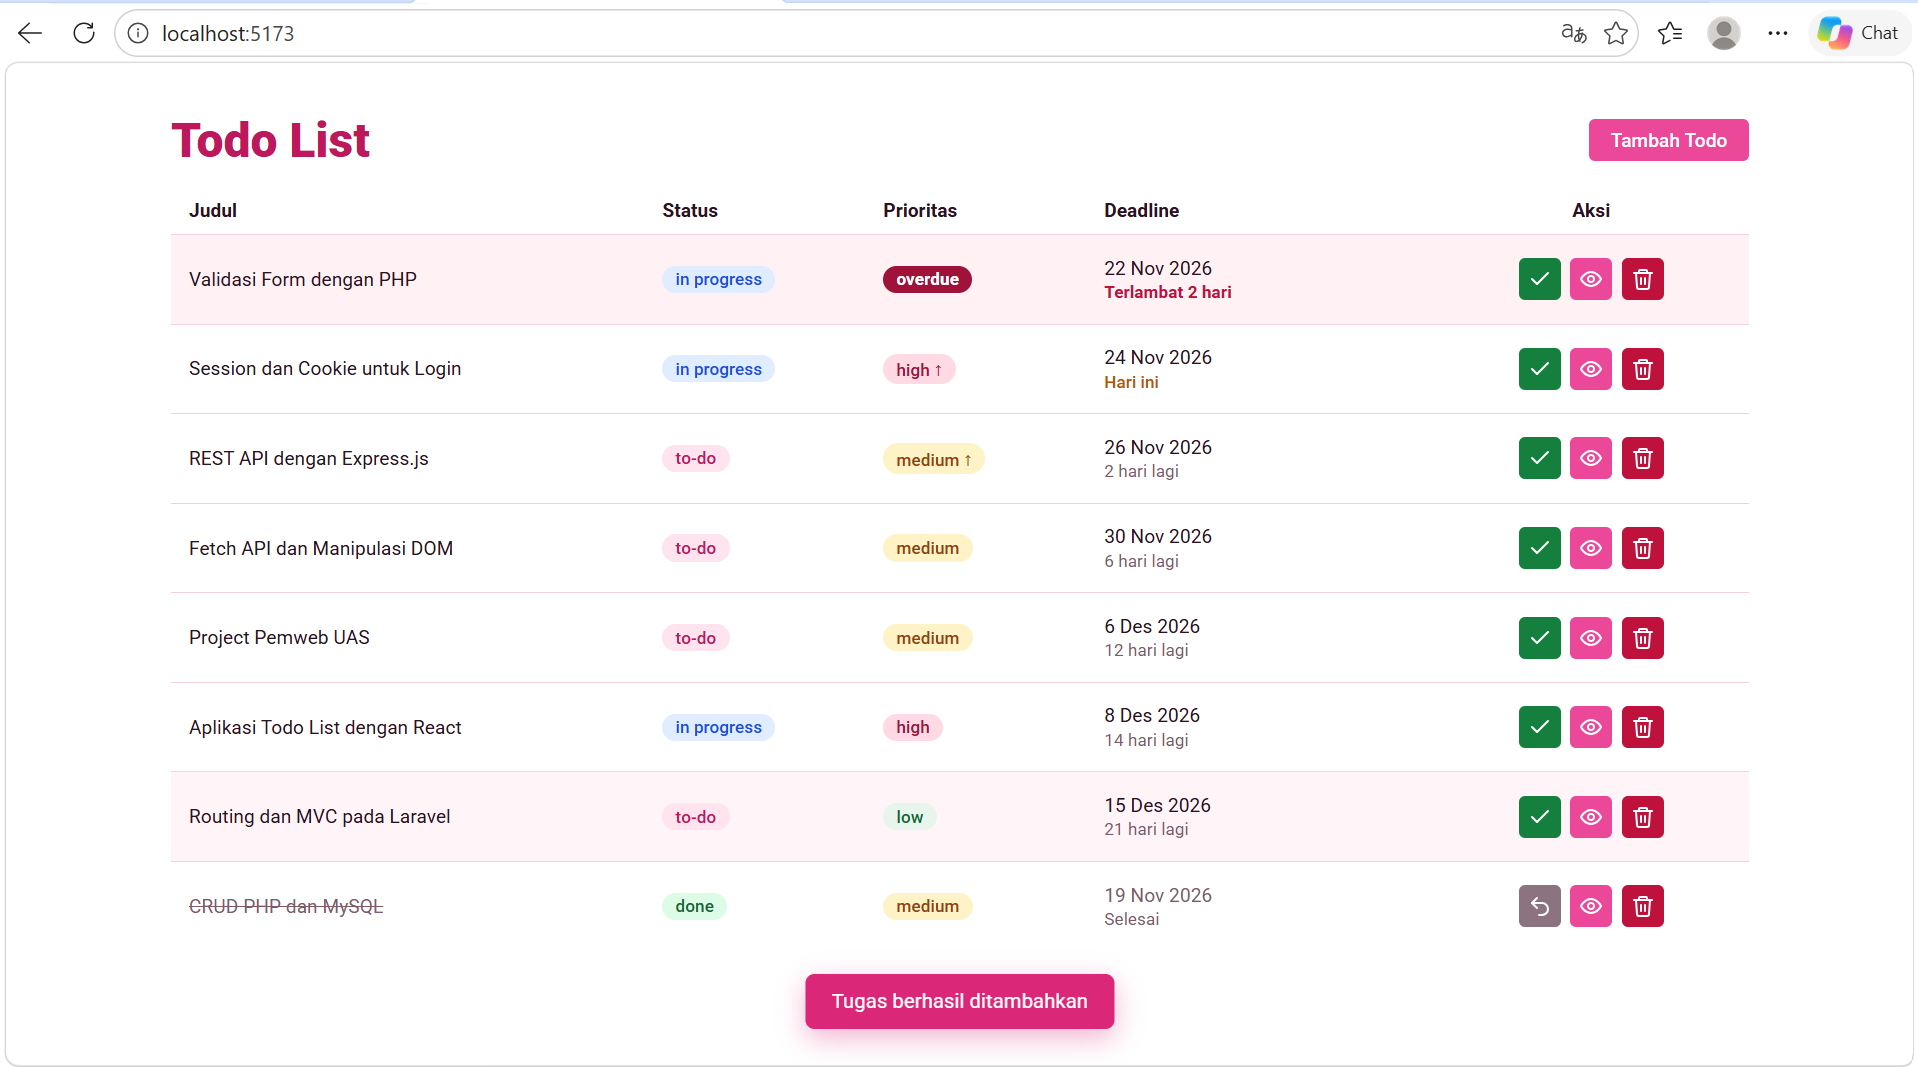 localhost:5173
Chat
Todo List
Tambah Todo
Judul Status Prioritas Deadline Aksi
Validasi Form dengan PHP in progress overdue 22 Nov 2026
Terlambat 2 hari
Session dan Cookie untuk Login in progress high ↑ 24 Nov 2026
Hari ini
REST API dengan Express.js to-do medium ↑ 26 Nov 2026
2 hari lagi
Fetch API dan Manipulasi DOM to-do medium 30 Nov 2026
6 hari lagi
Project Pemweb UAS to-do medium 6 Des 2026
12 hari lagi
Aplikasi Todo List dengan React in progress high 8 Des 2026
14 hari lagi
Routing dan MVC pada Laravel to-do low 15 Des 2026
21 hari lagi
CRUD PHP dan MySQL done medium 19 Nov 2026
Selesai
Tugas berhasil ditambahkan